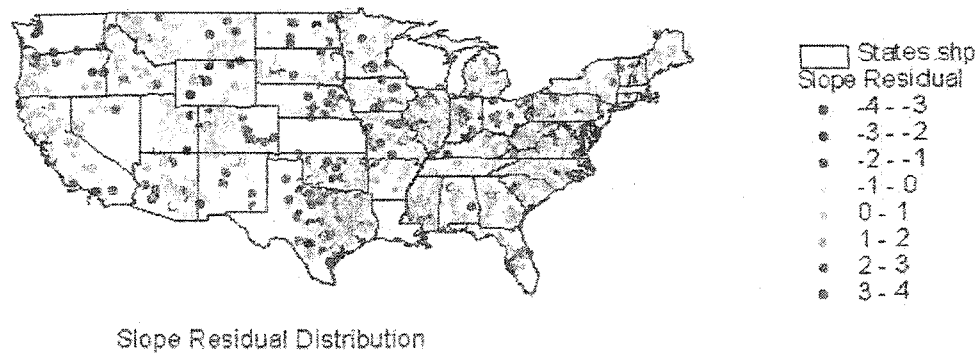 States.shp
Slope Residual
-4 - -3
-3 - -2
-2 - -1
-1 - 0
0 - 1
1 - 2
2 - 3
3 - 4
Slope Residual Distribution